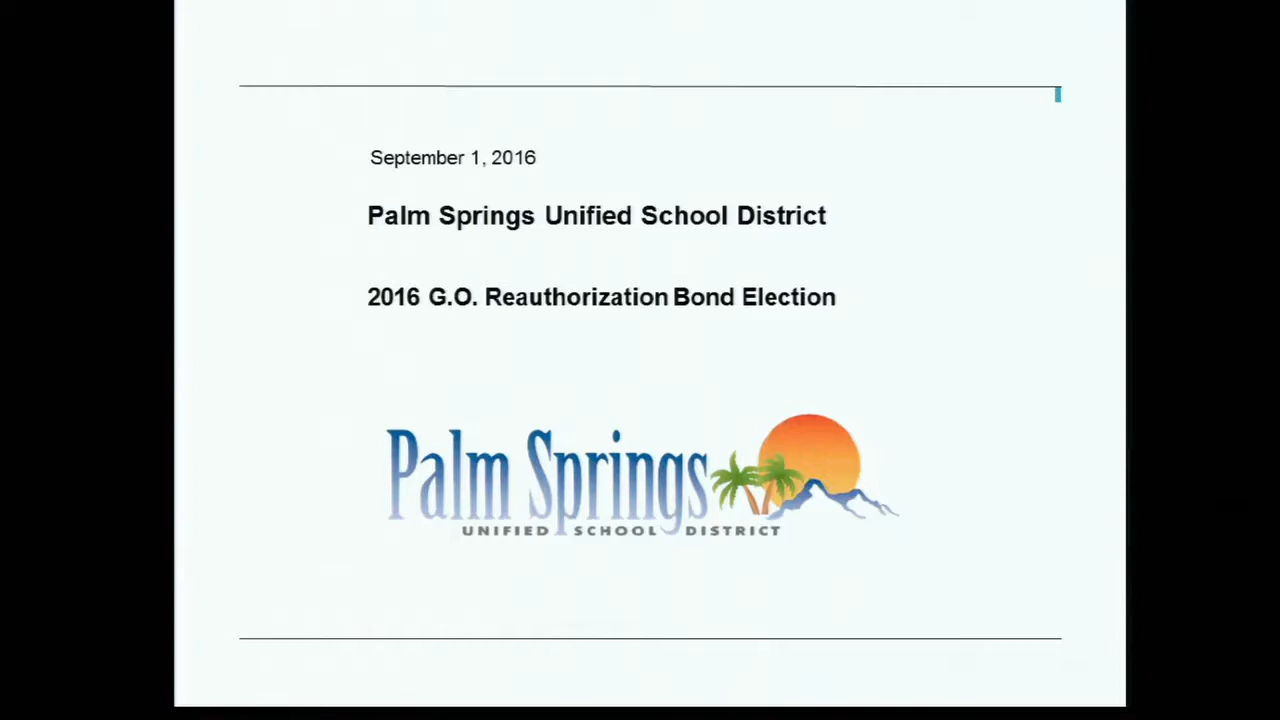 September 1, 2016
Palm Springs Unified School District
2016 G.O. Reauthorization Bond Election
Palm Springs
UNIFIED SCHOOL DISTRICT